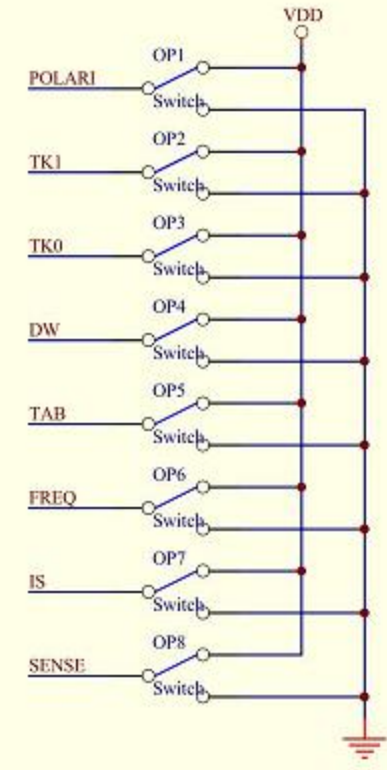 VDD
OP1
POLARI
Switch
OP2
TK1
Switch
OP3
TK0
Switch
OP4
DW
Switch
OP5
TAB
Switch
OP6
FREQ
Switch
OP7
IS
Switch
OP8
SENSE
Switch